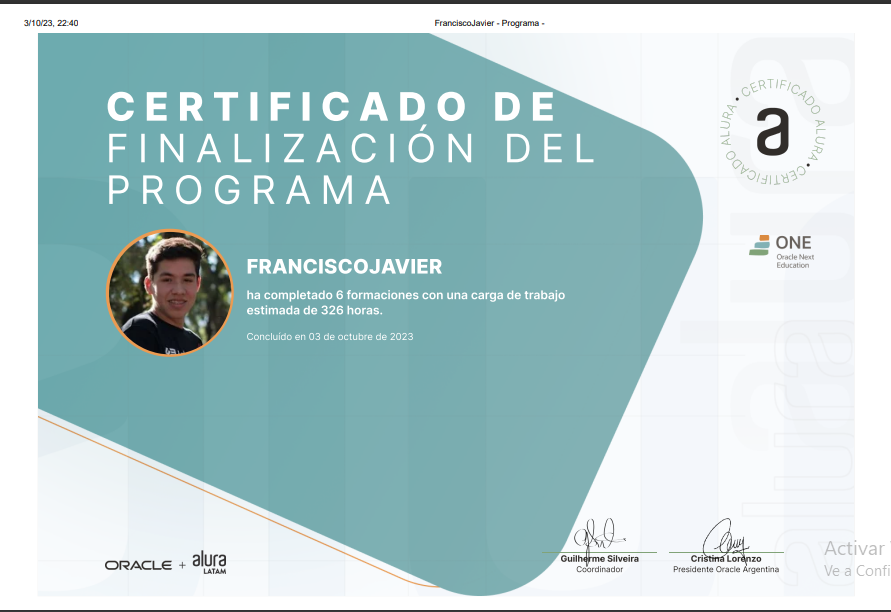 3/10/23, 22:40
FranciscoJavier - Programa -
CERTIFICADO DE
FINALIZACIÓN DEL
PROGRAMA
CERTIFICADO ALURA • CERTIFICADO ALURA •
a
ONE
Oracle Next
Education
FRANCISCOJAVIER
ha completado 6 formaciones con una carga de trabajo
estimada de 326 horas.
Concluído en 03 de octubre de 2023
ORACLE + alura
LATAM
Guilherme Silveira
Coordinador
Cristina Lorenzo
Presidente Oracle Argentina
Activar
Ve a Confi
alura